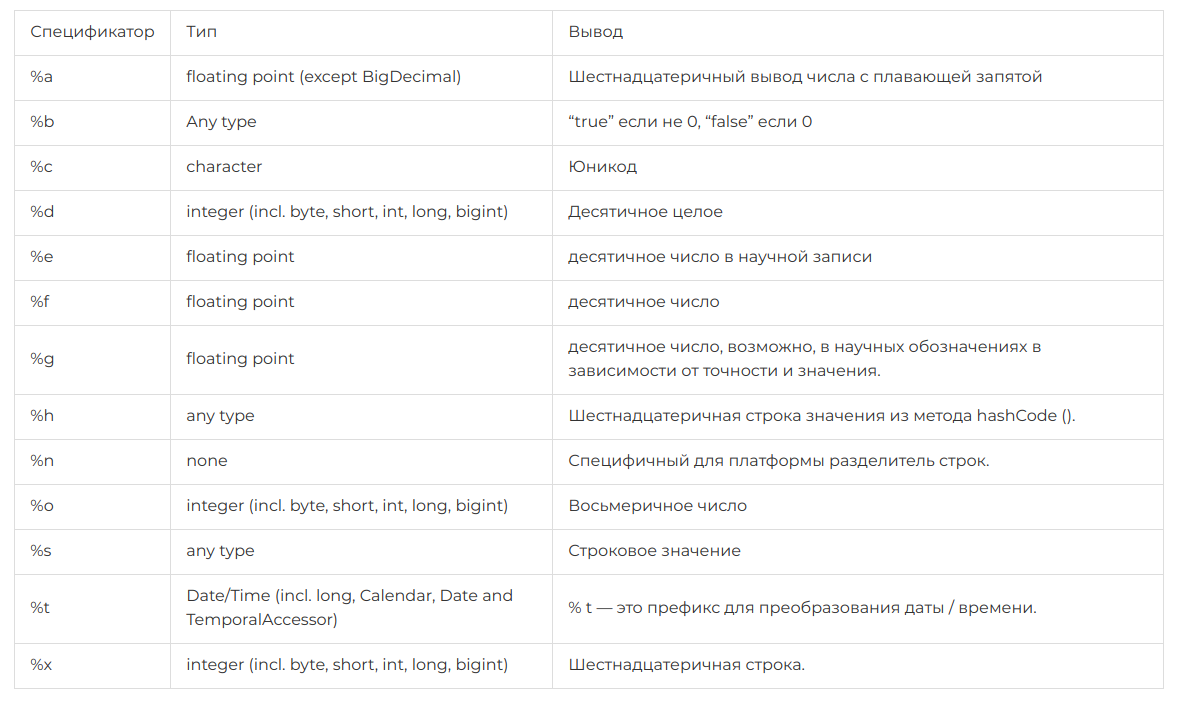 Спецификатор Тип Вывод
%a floating point (except BigDecimal) Шестнадцатеричный вывод числа с плавающей запятой
%b Any type “true” если не 0, “false” если 0
%c character Юникод
%d integer (incl. byte, short, int, long, bigint) Десятичное целое
%e floating point десятичное число в научной записи
%f floating point десятичное число
%g floating point десятичное число, возможно, в научных обозначениях в
зависимости от точности и значения.
%h any type Шестнадцатеричная строка значения из метода hashCode ().
%n none Специфичный для платформы разделитель строк.
%o integer (incl. byte, short, int, long, bigint) Восьмеричное число
%s any type Строковое значение
%t Date/Time (incl. long, Calendar, Date and
TemporalAccessor) % t — это префикс для преобразования даты / времени.
%x integer (incl. byte, short, int, long, bigint) Шестнадцатеричная строка.